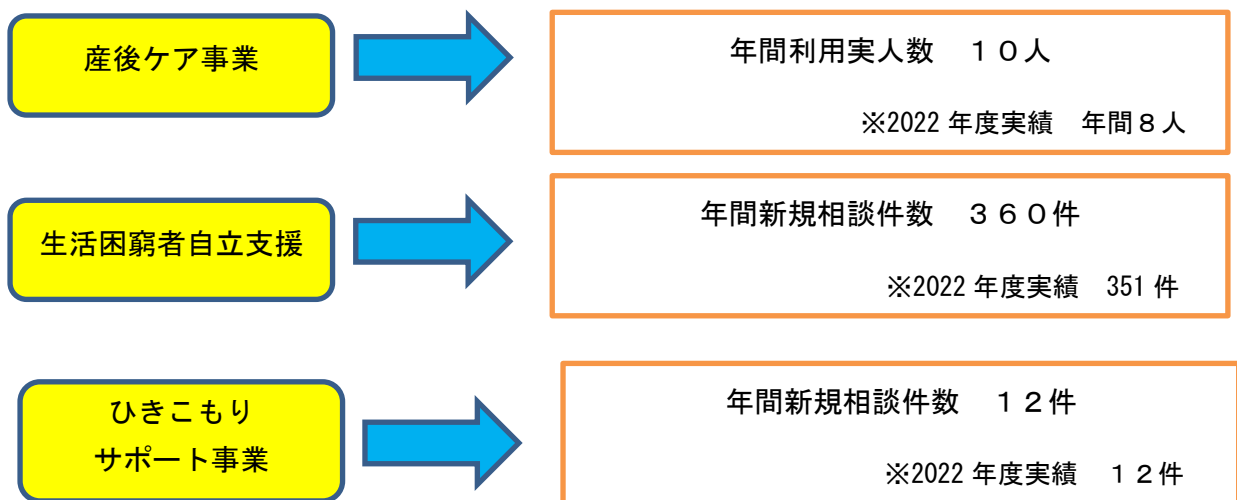 産後ケア事業
年間利用実人数　１０人
※2022 年度実績　年間８人
生活困窮者自立支援
年間新規相談件数　３６０件
※2022 年度実績　351 件
ひきこもり
サポート事業
年間新規相談件数　１２件
※2022 年度実績　１２件